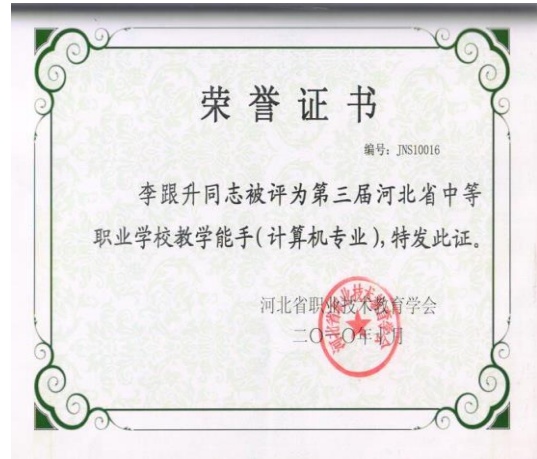 荣誉证书
编号：JNS10016
李跟升同志被评为第三届河北省中等
职业学校教学能手(计算机专业),特发此证。
河北省职业技术教育学会
二〇一〇年十月